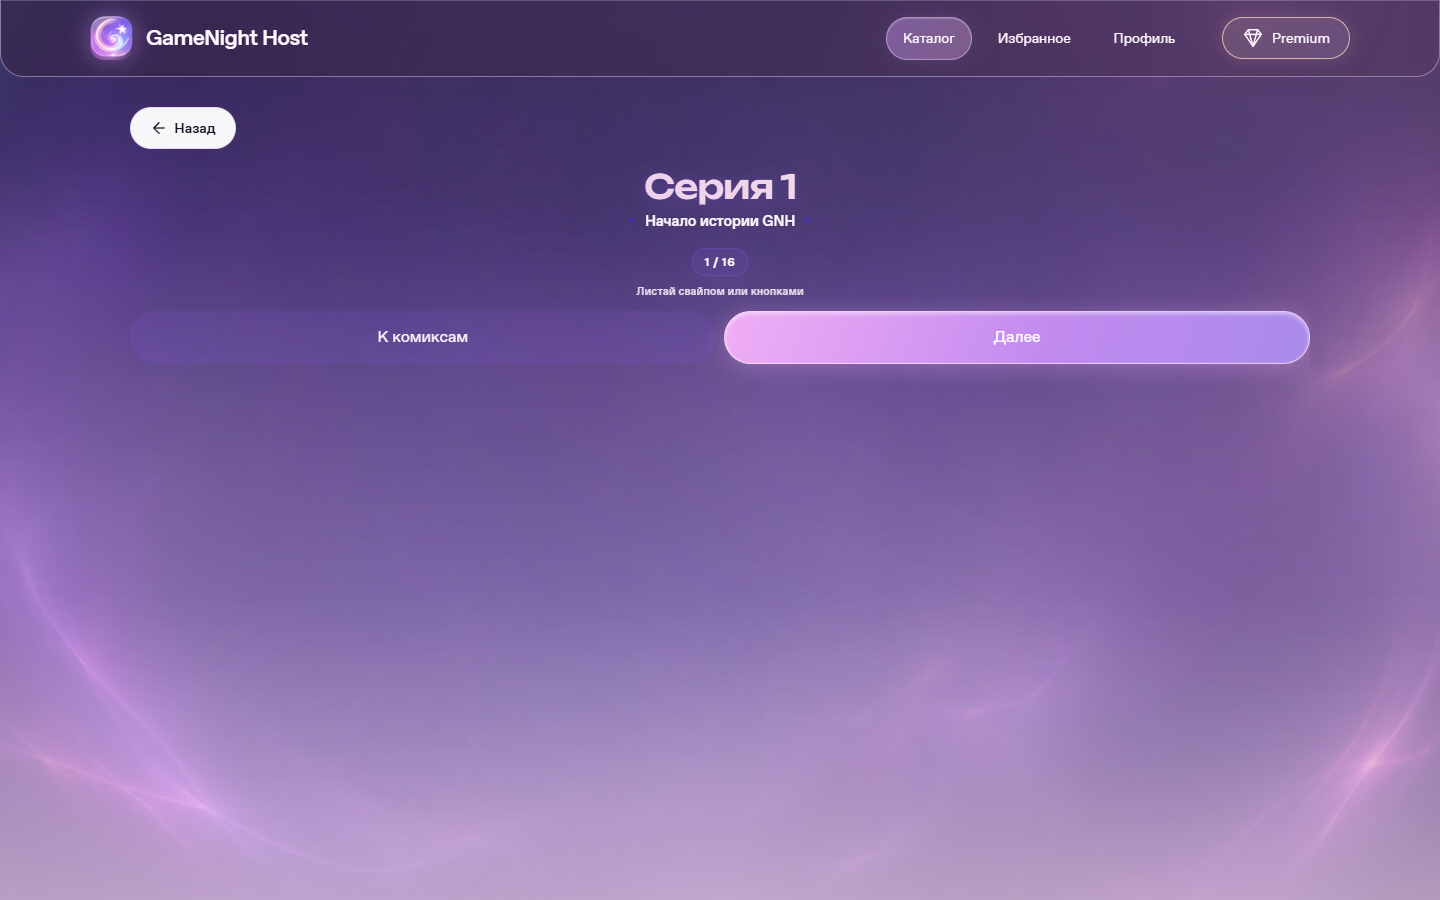 GameNight Host
Каталог
Избранное
Профиль
Premium
Назад
Серия 1
Начало истории GNH
1 / 16
Листай свайпом или кнопками
К комиксам
Далее